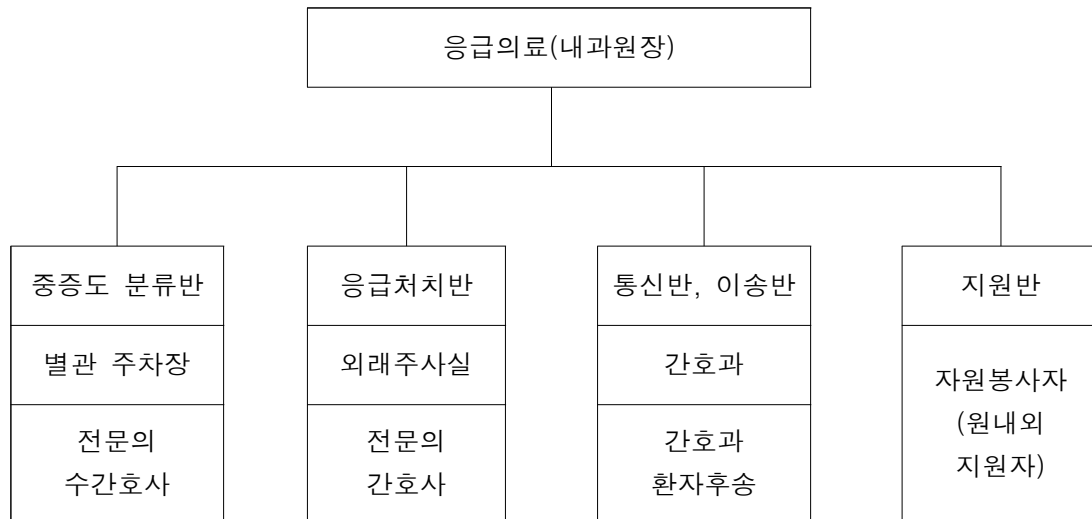 응급의료(내과원장)
중증도 분류반
별관 주차장
전문의
수간호사
응급처치반
외래주사실
전문의
간호사
통신반, 이송반
간호과
간호과
환자후송
지원반
자원봉사자
(원내외
지원자)